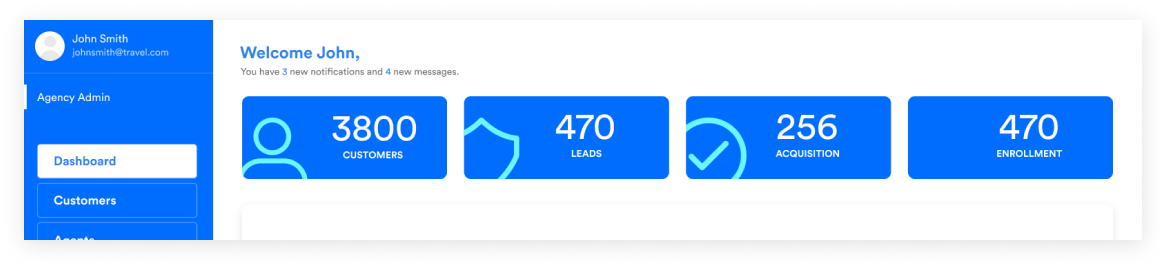 John Smith
johnsmith@travel.com
Agency Admin
Dashboard
Customers
Agents
Welcome John,
You have 3 new notifications and 4 new messages.
3800
CUSTOMERS
470
LEADS
256
ACQUISITION
470
ENROLLMENT